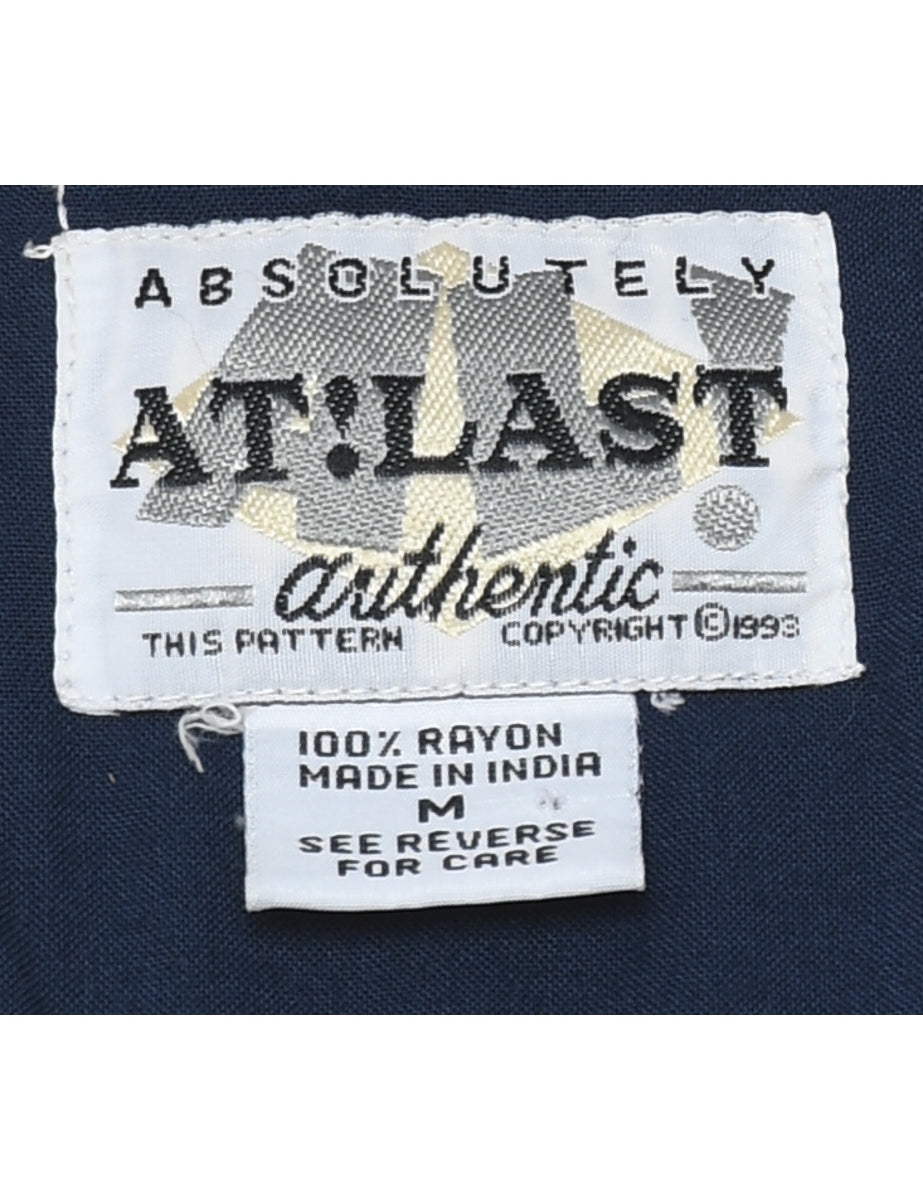 ABSOLUTELY
AT!LAST
authentic
THIS PATTERN COPYRIGHT © 1993
100% RAYON
MADE IN INDIA
M
SEE REVERSE
FOR CARE